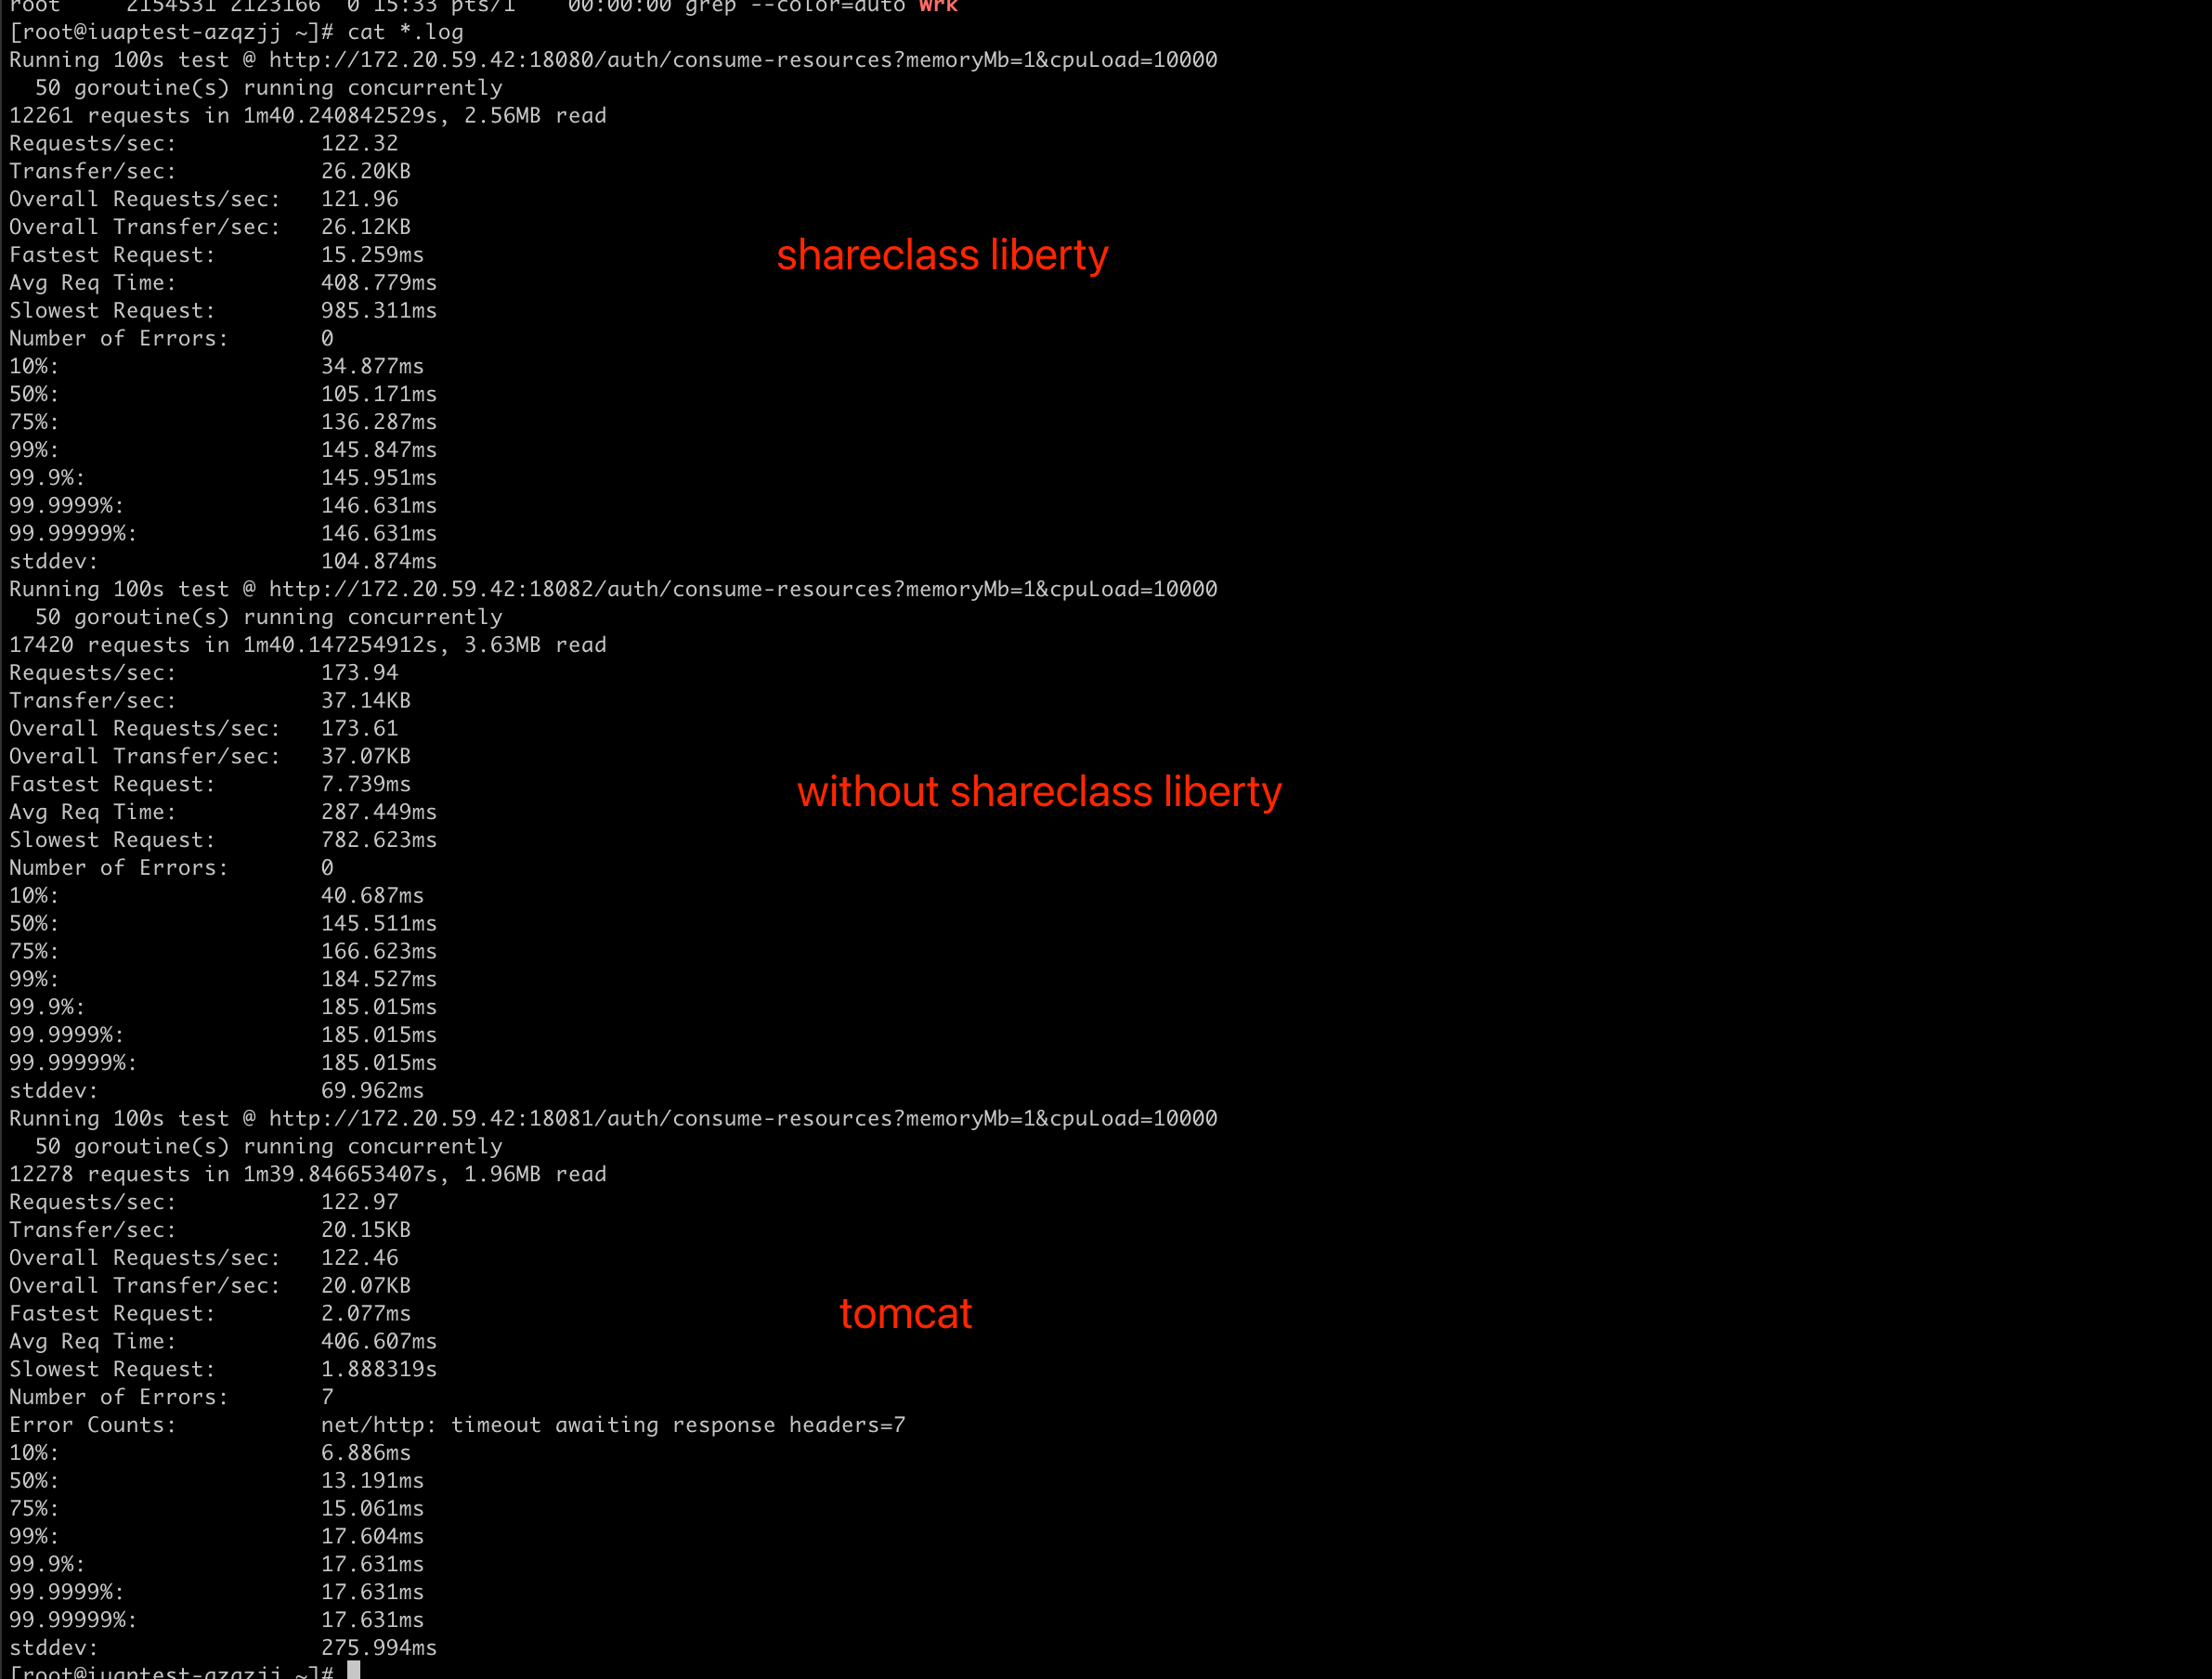 root     2154531 2123166  0 15:33 pts/1    00:00:00 grep --color=auto wrk
[root@iuaptest-azqzjj ~]# cat *.log
Running 100s test @ http://172.20.59.42:18080/auth/consume-resources?memoryMb=1&cpuLoad=10000
  50 goroutine(s) running concurrently
12261 requests in 1m40.240842529s, 2.56MB read
Requests/sec:           122.32
Transfer/sec:           26.20KB
Overall Requests/sec:   121.96
Overall Transfer/sec:   26.12KB
Fastest Request:        15.259ms
shareclass liberty
Avg Req Time:           408.779ms
Slowest Request:        985.311ms
Number of Errors:       0
10%:                    34.877ms
50%:                    105.171ms
75%:                    136.287ms
99%:                    145.847ms
99.9%:                  145.951ms
99.9999%:               146.631ms
99.99999%:              146.631ms
stddev:                 104.874ms
Running 100s test @ http://172.20.59.42:18082/auth/consume-resources?memoryMb=1&cpuLoad=10000
  50 goroutine(s) running concurrently
17420 requests in 1m40.147254912s, 3.63MB read
Requests/sec:           173.94
Transfer/sec:           37.14KB
Overall Requests/sec:   173.61
Overall Transfer/sec:   37.07KB
Fastest Request:        7.739ms
without shareclass liberty
Avg Req Time:           287.449ms
Slowest Request:        782.623ms
Number of Errors:       0
10%:                    40.687ms
50%:                    145.511ms
75%:                    166.623ms
99%:                    184.527ms
99.9%:                  185.015ms
99.9999%:               185.015ms
99.99999%:              185.015ms
stddev:                 69.962ms
Running 100s test @ http://172.20.59.42:18081/auth/consume-resources?memoryMb=1&cpuLoad=10000
  50 goroutine(s) running concurrently
12278 requests in 1m39.846653407s, 1.96MB read
Requests/sec:           122.97
Transfer/sec:           20.15KB
Overall Requests/sec:   122.46
Overall Transfer/sec:   20.07KB
Fastest Request:        2.077ms
tomcat
Avg Req Time:           406.607ms
Slowest Request:        1.888319s
Number of Errors:       7
Error Counts:           net/http: timeout awaiting response headers=7
10%:                    6.886ms
50%:                    13.191ms
75%:                    15.061ms
99%:                    17.604ms
99.9%:                  17.631ms
99.9999%:               17.631ms
99.99999%:              17.631ms
stddev:                 275.994ms
[root@iuaptest-azqzjj ~]#